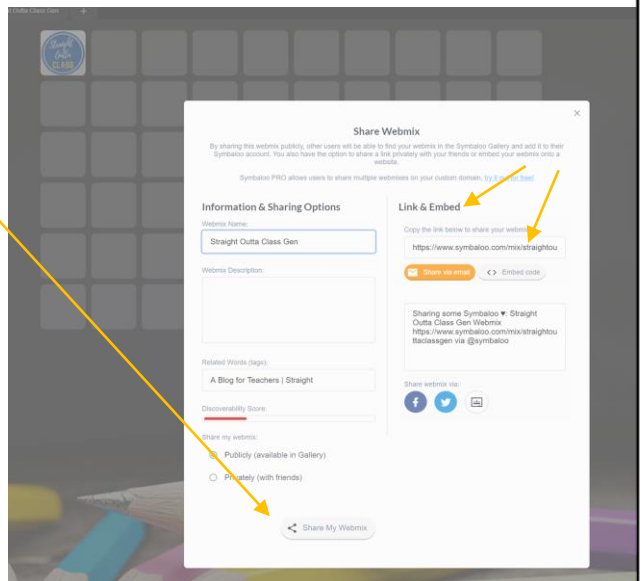 Outta Class Gen
+
Straight
Outta
CLASS
×
Share Webmix
By sharing this webmix publicly, other users will be able to find your webmix in the Symbaloo Gallery and add it to their
Symbaloo account. You also have the option to share a link privately with your friends or embed your webmix onto a
website.
Symbaloo PRO allows users to share multiple webmixes on your custom domain, try it out for free!
Information & Sharing Options
Webmix Name:
Straight Outta Class Gen
Webmix Description:
Related Words (tags):
A Blog for Teachers | Straight
Discoverability Score:
Share my webmix:
Publicly (available in Gallery)
Privately (with friends)
Share My Webmix
Link & Embed
Copy the link below to share your webmix
https://www.symbaloo.com/mix/straightou
Share via email
<> Embed code
Sharing some Symbaloo ♥: Straight
Outta Class Gen Webmix
https://www.symbaloo.com/mix/straightou
ttaclassgen via @symbaloo
Share webmix via: